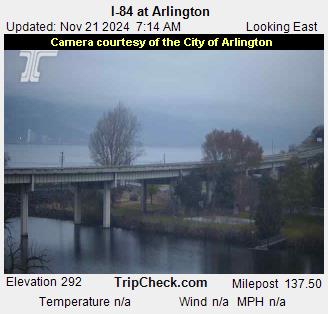 I-84 at Arlington
Updated: Nov 21 2024 7:14 AM Looking East
Camera courtesy of the City of Arlington
Elevation 292 TripCheck.com Milepost 137.50
Temperature n/a Wind n/a MPH n/a